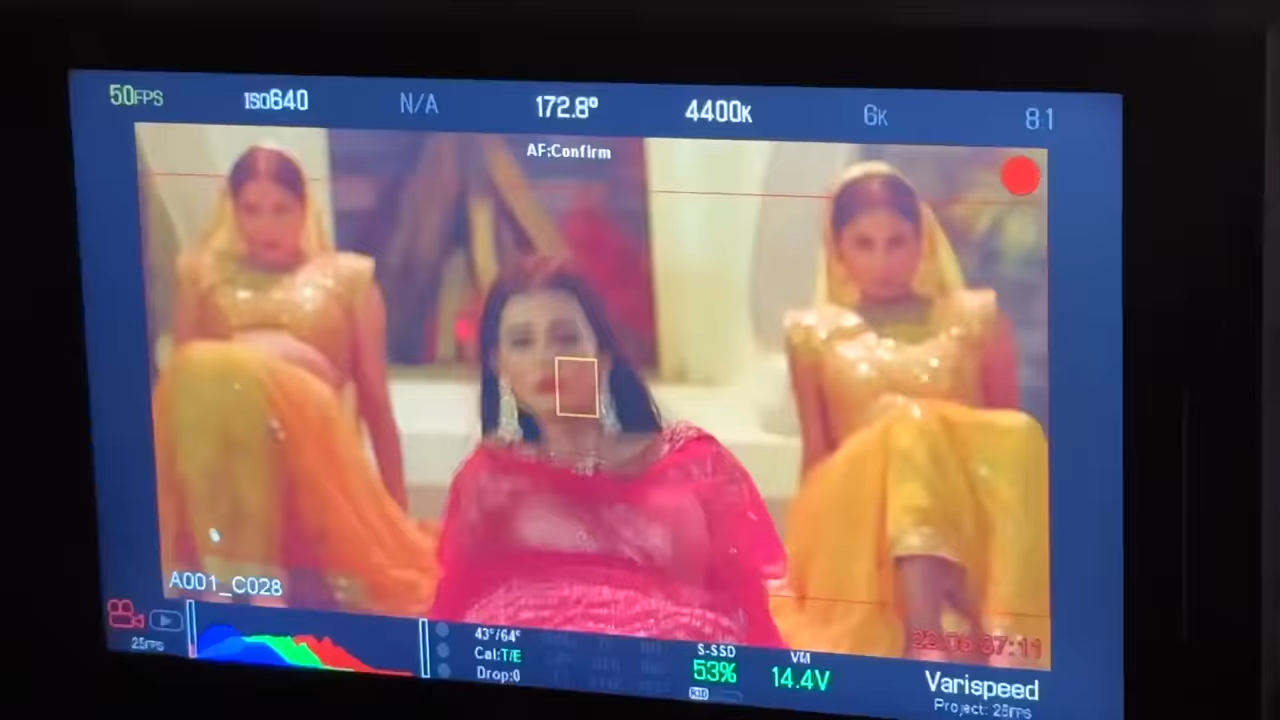 50FPS ISO640 N/A 172.8° 4400K 6K 8:1
AF:Confirm
A001_C028
25FPS
43°/64°
Cal:T/E
Drop:0
S-SSD
53%
R3D
VM
14.4V
Varispeed
Project: 25FPS